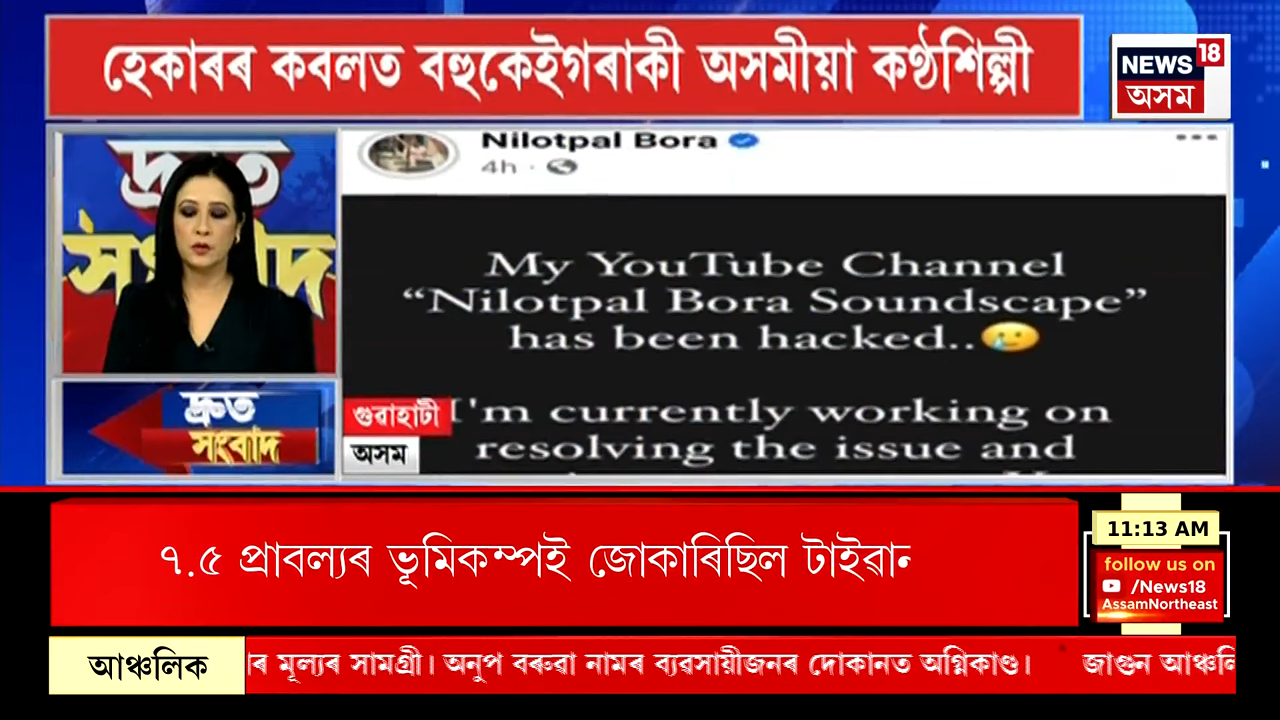 হেকাৰৰ কবলত বহুকেইগৰাকী অসমীয়া কণ্ঠশিল্পী
NEWS 18
অসম
দ্ৰুত
সংবাদ
Nilotpal Bora
4h ·
My YouTube Channel
“Nilotpal Bora Soundscape”
has been hacked..🥲
I'm currently working on
resolving the issue and
দ্ৰুত
সংবাদ
গুৱাহাটী
অসম
৭.৫ প্ৰাবল্যৰ ভূমিকম্পই জোকাৰিছিল টাইৱান
11:13 AM
follow us on
/News18
AssamNortheast
আঞ্চলিক
ৰ মূল্যৰ সামগ্ৰী। অনুপ বৰুৱা নামৰ ব্যৱসায়ীজনৰ দোকানত অগ্নিকাণ্ড। জাগুন